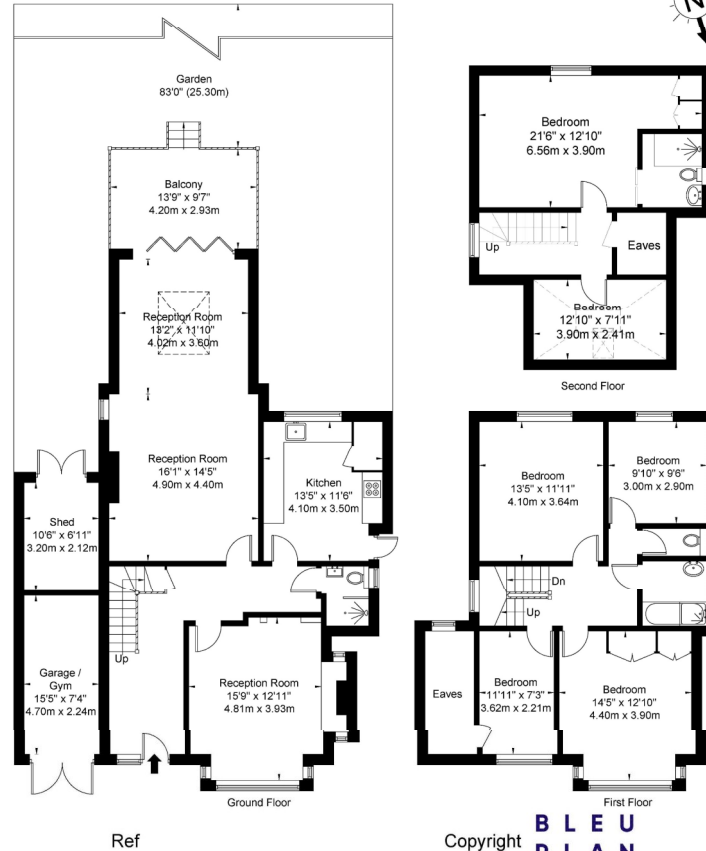 N
Garden
83'0" (25.30m)
Balcony
13'9" x 9'7"
4.20m x 2.93m
Reception Room
13'2" x 11'10"
4.02m x 3.60m
Reception Room
16'1" x 14'5"
4.90m x 4.40m
Kitchen
13'5" x 11'6"
4.10m x 3.50m
Shed
10'6" x 6'11"
3.20m x 2.12m
Up
Garage /
Gym
15'5" x 7'4"
4.70m x 2.24m
Reception Room
15'9" x 12'11"
4.81m x 3.93m
Ground Floor
Bedroom
21'6" x 12'10"
6.56m x 3.90m
Up
Eaves
Bedroom
12'10" x 7'11"
3.90m x 2.41m
Second Floor
Bedroom
13'5" x 11'11"
4.10m x 3.64m
Bedroom
9'10" x 9'6"
3.00m x 2.90m
Dn
Up
Eaves
Bedroom
11'11" x 7'3"
3.62m x 2.21m
Bedroom
14'5" x 12'10"
4.40m x 3.90m
First Floor
Ref
Copyright
BLEU
PLAN